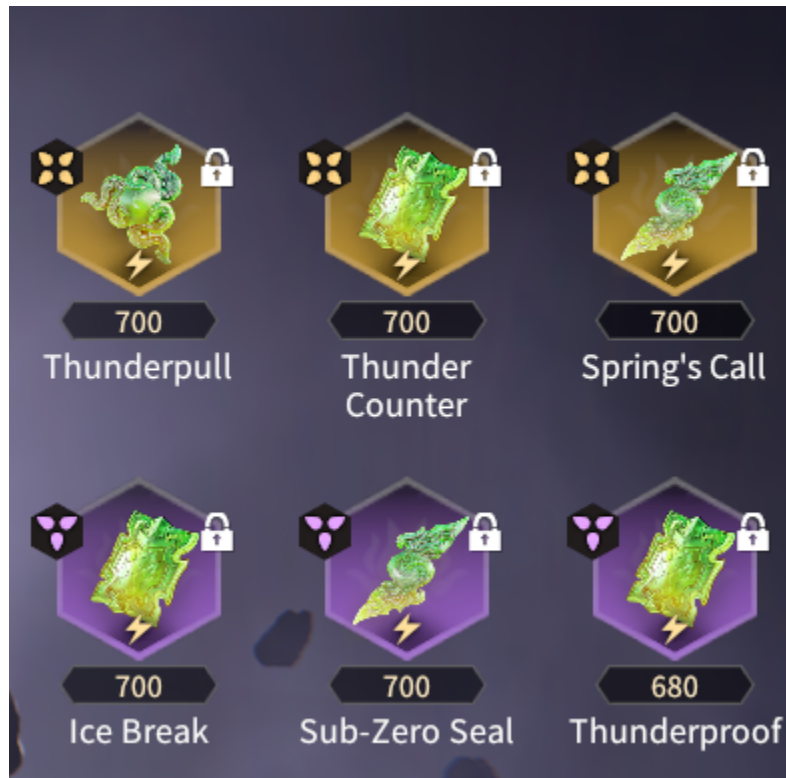 700 700 700
Thunderpull Thunder Spring's Call
Counter
700 700 680
Ice Break Sub-Zero Seal Thunderproof